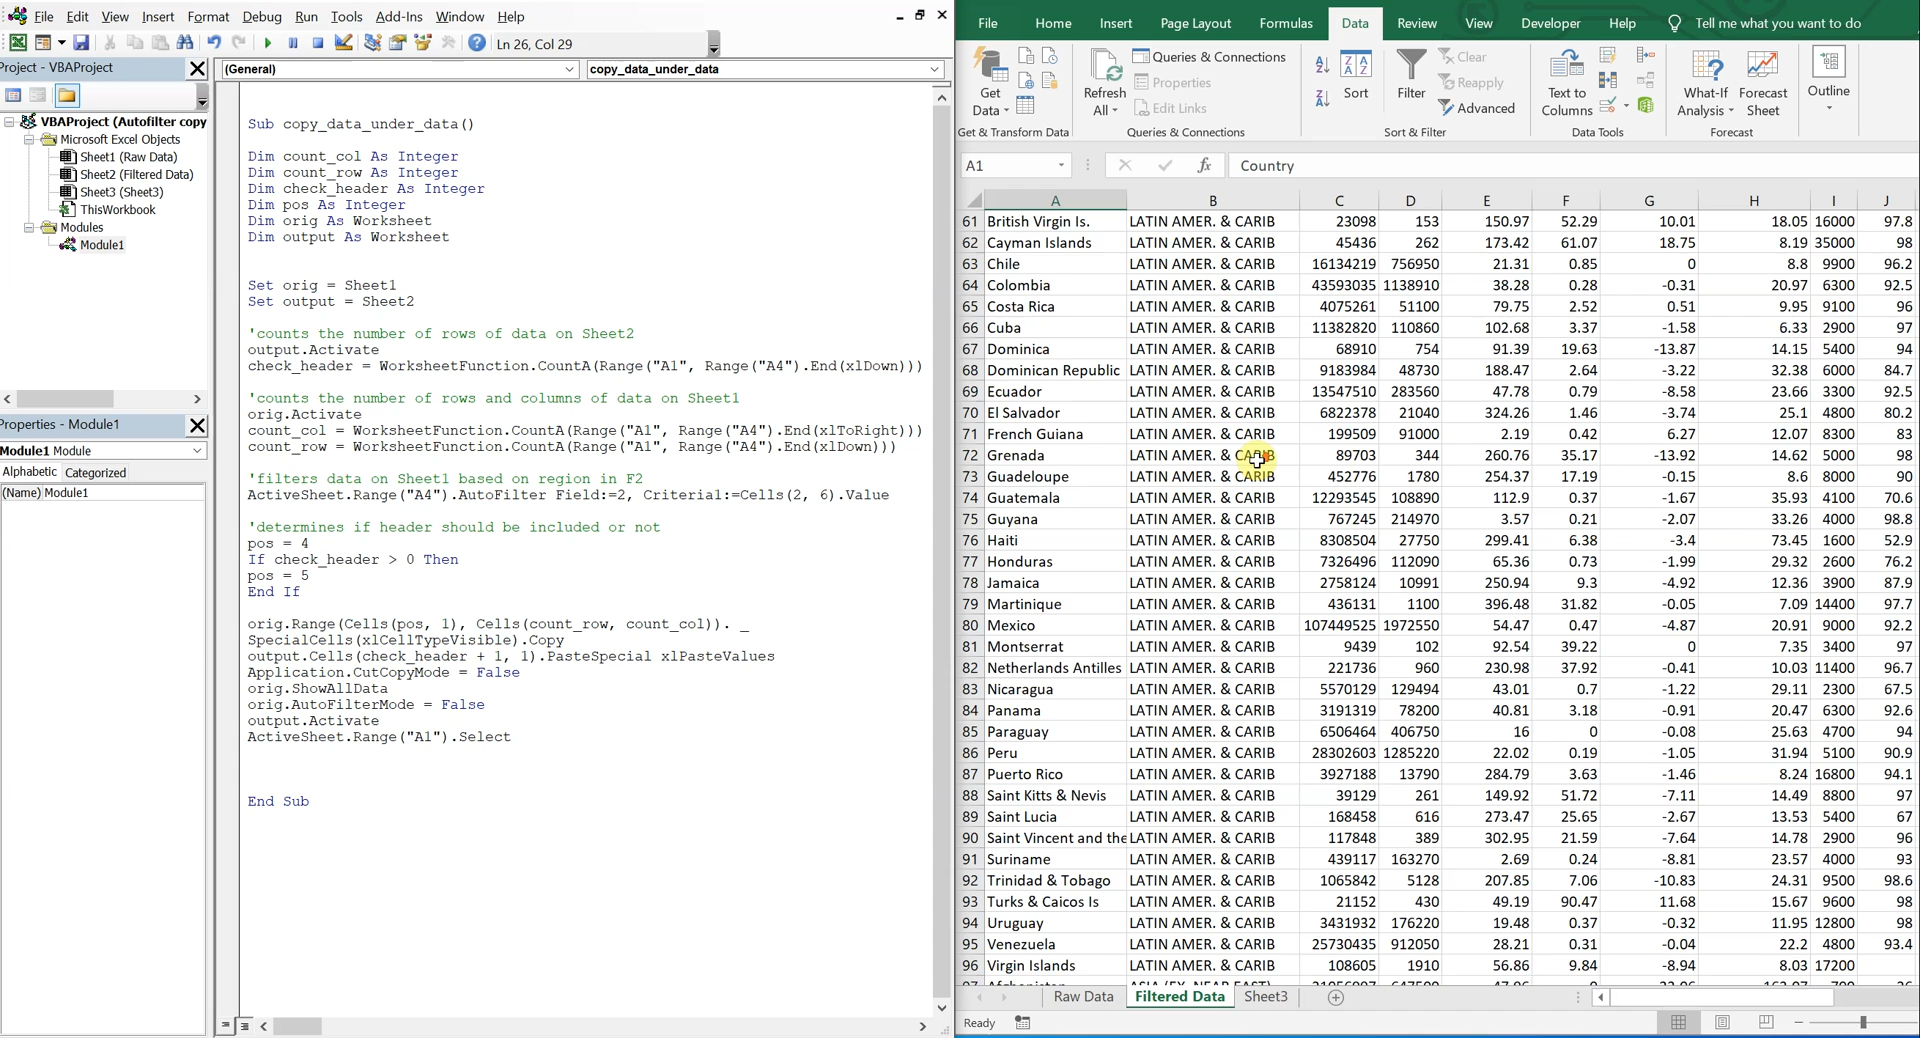 File Edit View Insert Format Debug Run Tools Add-Ins Window Help
Ln 26, Col 29
Project - VBAProject
VBAProject (Autofilter copy
Microsoft Excel Objects
Sheet1 (Raw Data)
Sheet2 (Filtered Data)
Sheet3 (Sheet3)
ThisWorkbook
Modules
Module1
Properties - Module1
Module1 Module
Alphabetic Categorized
(Name) Module1
(General) copy_data_under_data
Sub copy_data_under_data()
Dim count_col As Integer
Dim count_row As Integer
Dim check_header As Integer
Dim pos As Integer
Dim orig As Worksheet
Dim output As Worksheet
Set orig = Sheet1
Set output = Sheet2
'counts the number of rows of data on Sheet2
output.Activate
check_header = WorksheetFunction.CountA(Range("A1", Range("A4").End(xlDown)))
'counts the number of rows and columns of data on Sheet1
orig.Activate
count_col = WorksheetFunction.CountA(Range("A1", Range("A4").End(xlToRight)))
count_row = WorksheetFunction.CountA(Range("A1", Range("A4").End(xlDown)))
'filters data on Sheet1 based on region in F2
ActiveSheet.Range("A4").AutoFilter Field:=2, Criteria1:=Cells(2, 6).Value
'determines if header should be included or not
pos = 4
If check_header > 0 Then
pos = 5
End If
orig.Range(Cells(pos, 1), Cells(count_row, count_col)). _
SpecialCells(xlCellTypeVisible).Copy
output.Cells(check_header + 1, 1).PasteSpecial xlPasteValues
Application.CutCopyMode = False
orig.ShowAllData
orig.AutoFilterMode = False
output.Activate
ActiveSheet.Range("A1").Select
End Sub
File Home Insert Page Layout Formulas Data Review View Developer Help Tell me what you want to do
Get Data
Queries & Connections
Properties
Edit Links
Refresh All
Sort
Filter
Clear
Reapply
Advanced
Text to Columns
What-If Analysis
Forecast Sheet
Outline
Get & Transform Data Queries & Connections Sort & Filter Data Tools Forecast
A1 fx Country
A B C D E F G H I J
61 British Virgin Is. LATIN AMER. & CARIB 23098 153 150.97 52.29 10.01 18.05 16000 97.8
62 Cayman Islands LATIN AMER. & CARIB 45436 262 173.42 61.07 18.75 8.19 35000 98
63 Chile LATIN AMER. & CARIB 16134219 756950 21.31 0.85 0 8.8 9900 96.2
64 Colombia LATIN AMER. & CARIB 43593035 1138910 38.28 0.28 -0.31 20.97 6300 92.5
65 Costa Rica LATIN AMER. & CARIB 4075261 51100 79.75 2.52 0.51 9.95 9100 96
66 Cuba LATIN AMER. & CARIB 11382820 110860 102.68 3.37 -1.58 6.33 2900 97
67 Dominica LATIN AMER. & CARIB 68910 754 91.39 19.63 -13.87 14.15 5400 94
68 Dominican Republic LATIN AMER. & CARIB 9183984 48730 188.47 2.64 -3.22 32.38 6000 84.7
69 Ecuador LATIN AMER. & CARIB 13547510 283560 47.78 0.79 -8.58 23.66 3300 92.5
70 El Salvador LATIN AMER. & CARIB 6822378 21040 324.26 1.46 -3.74 25.1 4800 80.2
71 French Guiana LATIN AMER. & CARIB 199509 91000 2.19 0.42 6.27 12.07 8300 83
72 Grenada LATIN AMER. & CARIB 89703 344 260.76 35.17 -13.92 14.62 5000 98
73 Guadeloupe LATIN AMER. & CARIB 452776 1780 254.37 17.19 -0.15 8.6 8000 90
74 Guatemala LATIN AMER. & CARIB 12293545 108890 112.9 0.37 -1.67 35.93 4100 70.6
75 Guyana LATIN AMER. & CARIB 767245 214970 3.57 0.21 -2.07 33.26 4000 98.8
76 Haiti LATIN AMER. & CARIB 8308504 27750 299.41 6.38 -3.4 73.45 1600 52.9
77 Honduras LATIN AMER. & CARIB 7326496 112090 65.36 0.73 -1.99 29.32 2600 76.2
78 Jamaica LATIN AMER. & CARIB 2758124 10991 250.94 9.3 -4.92 12.36 3900 87.9
79 Martinique LATIN AMER. & CARIB 436131 1100 396.48 31.82 -0.05 7.09 14400 97.7
80 Mexico LATIN AMER. & CARIB 107449525 1972550 54.47 0.47 -4.87 20.91 9000 92.2
81 Montserrat LATIN AMER. & CARIB 9439 102 92.54 39.22 0 7.35 3400 97
82 Netherlands Antilles LATIN AMER. & CARIB 221736 960 230.98 37.92 -0.41 10.03 11400 96.7
83 Nicaragua LATIN AMER. & CARIB 5570129 129494 43.01 0.7 -1.22 29.11 2300 67.5
84 Panama LATIN AMER. & CARIB 3191319 78200 40.81 3.18 -0.91 20.47 6300 92.6
85 Paraguay LATIN AMER. & CARIB 6506464 406750 16 0 -0.08 25.63 4700 94
86 Peru LATIN AMER. & CARIB 28302603 1285220 22.02 0.19 -1.05 31.94 5100 90.9
87 Puerto Rico LATIN AMER. & CARIB 3927188 13790 284.79 3.63 -1.46 8.24 16800 94.1
88 Saint Kitts & Nevis LATIN AMER. & CARIB 39129 261 149.92 51.72 -7.11 14.49 8800 97
89 Saint Lucia LATIN AMER. & CARIB 168458 616 273.47 25.65 -2.67 13.53 5400 67
90 Saint Vincent and the LATIN AMER. & CARIB 117848 389 302.95 21.59 -7.64 14.78 2900 96
91 Suriname LATIN AMER. & CARIB 439117 163270 2.69 0.24 -8.81 23.57 4000 93
92 Trinidad & Tobago LATIN AMER. & CARIB 1065842 5128 207.85 7.06 -10.83 24.31 9500 98.6
93 Turks & Caicos Is LATIN AMER. & CARIB 21152 430 49.19 90.47 11.68 15.67 9600 98
94 Uruguay LATIN AMER. & CARIB 3431932 176220 19.48 0.37 -0.32 11.95 12800 98
95 Venezuela LATIN AMER. & CARIB 25730435 912050 28.21 0.31 -0.04 22.2 4800 93.4
96 Virgin Islands LATIN AMER. & CARIB 108605 1910 56.86 9.84 -8.94 8.03 17200
Raw Data Filtered Data Sheet3
Ready